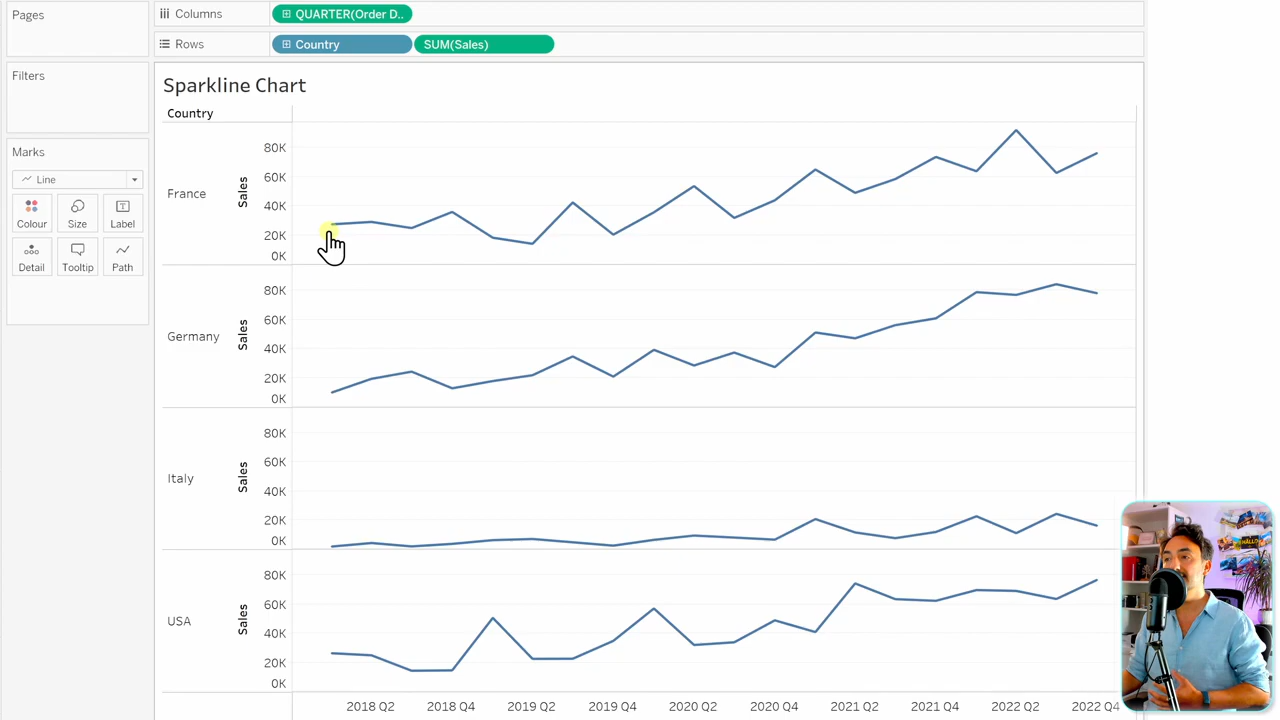 Pages
Columns
QUARTER(Order D..
Rows
Country
SUM(Sales)
Filters
Marks
Line
Colour
Size
Label
Detail
Tooltip
Path
Sparkline Chart
Country
France
Sales
80K
60K
40K
20K
0K
Germany
Sales
80K
60K
40K
20K
0K
Italy
Sales
80K
60K
40K
20K
0K
USA
Sales
80K
60K
40K
20K
0K
2018 Q2
2018 Q4
2019 Q2
2019 Q4
2020 Q2
2020 Q4
2021 Q2
2021 Q4
2022 Q2
2022 Q4
HALLO